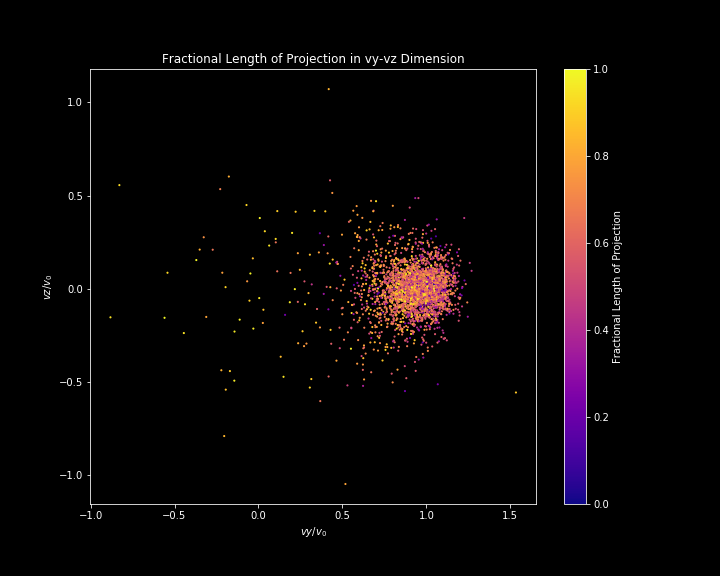 Fractional Length of Projection in vy-vz Dimension
1.0
0.5
0.0
−0.5
−1.0
vz/v₀
−1.0 −0.5 0.0 0.5 1.0 1.5
vy/v₀
1.0
0.8
0.6
0.4
0.2
0.0
Fractional Length of Projection